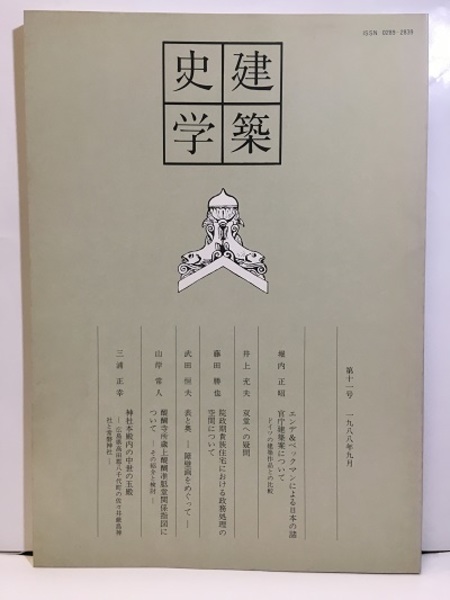 ISSN 0289-2839
建築
史学
第十一号 一九八八年九月
堀内 正昭 エンデ&ベックマンによる日本の諸
官庁建築案について
ドイツの建築作品との比較
井上 充夫 双堂への疑問
藤田 勝也 院政期貴族住宅における政務処理の
空間について
武田 恒夫 表と奥 ― 障壁画をめぐって ―
山岸 常人 醍醐寺所蔵上醍醐准胝堂関係指図に
ついて ― その紹介と検討 ―
三浦 正幸 神社本殿内の中世の玉殿
― 広島県高田郡八千代町の佐々井厳島神
社と常磐神社 ―